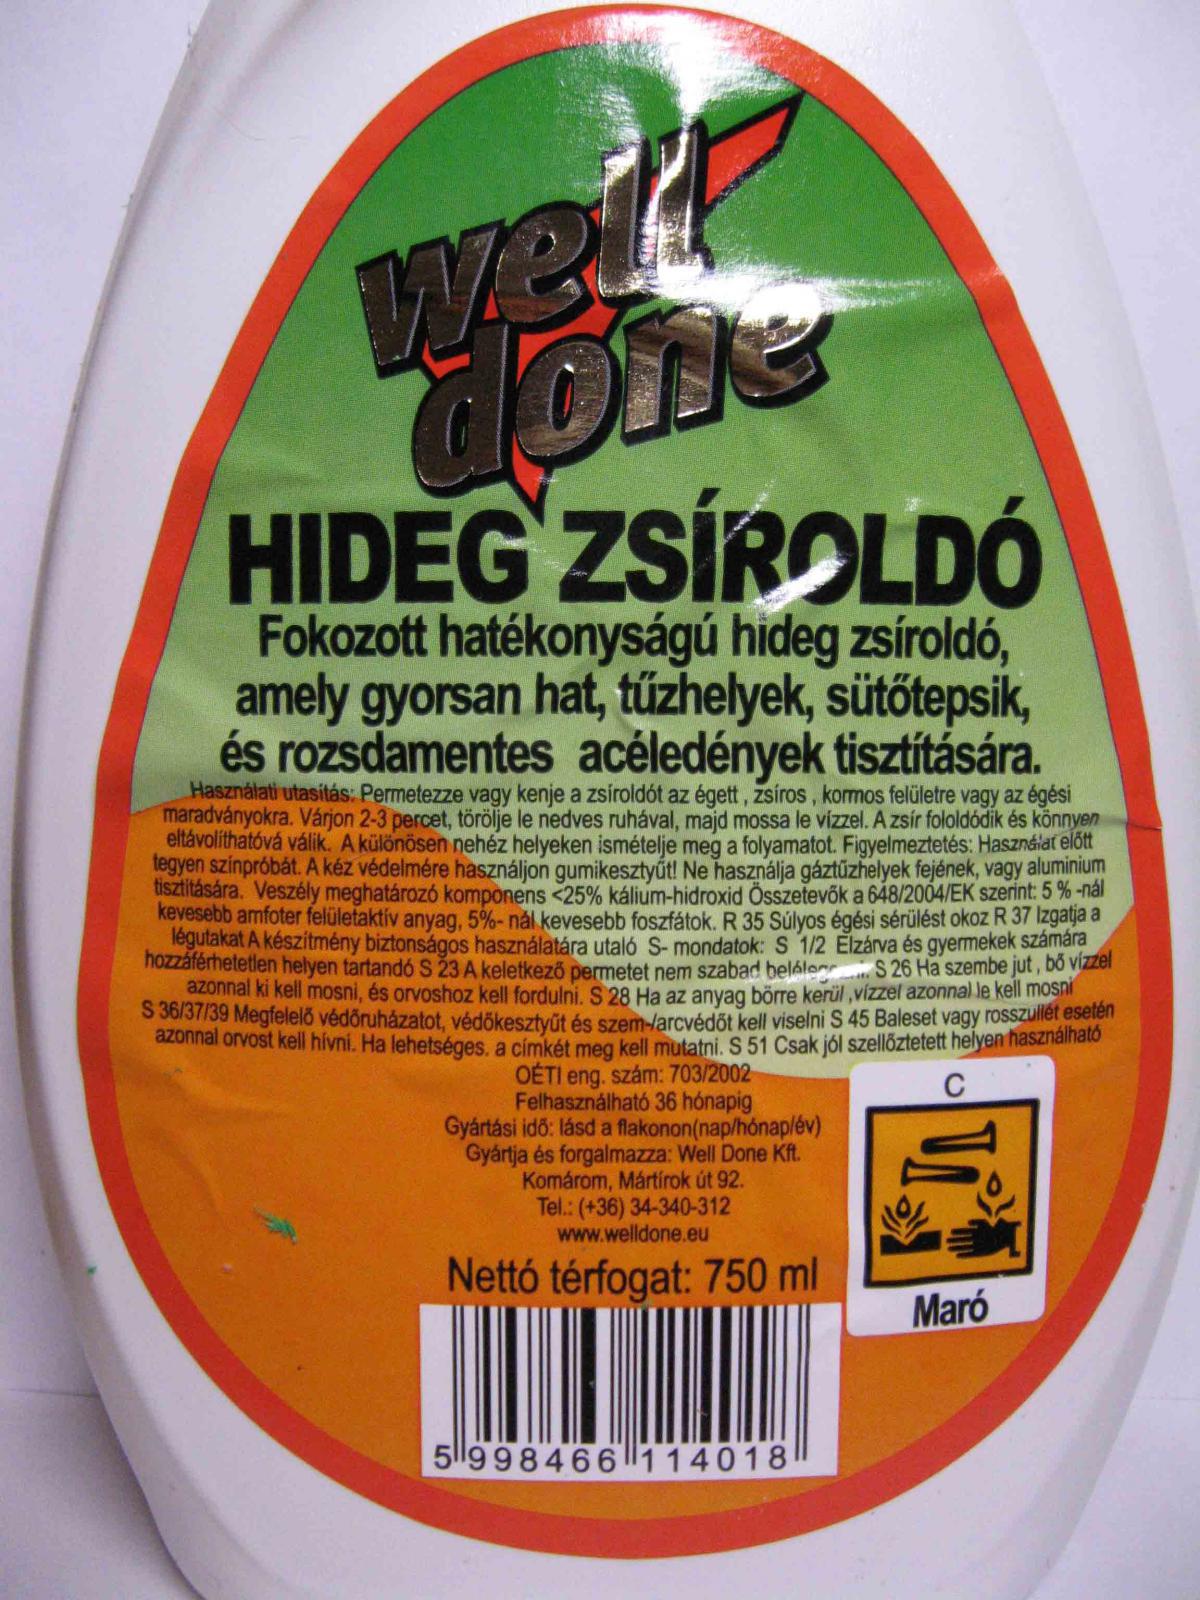 well
done
HIDEG ZSÍROLDÓ
Fokozott hatékonyságú hideg zsíroldó,
amely gyorsan hat, tűzhelyek, sütőtepsik,
és rozsdamentes acéledények tisztítására.
Használati utasítás: Permetezze vagy kenje a zsíroldót az égett , zsíros , kormos felületre vagy az égési
maradványokra. Várjon 2-3 percet, törölje le nedves ruhával, majd mossa le vízzel. A zsír fololdódik és könnyen
eltávolíthatóvá válik. A különösen nehéz helyeken ismételje meg a folyamatot. Figyelmeztetés: Használat előtt
tegyen színpróbát. A kéz védelmére használjon gumikesztyűt! Ne használja gáztűzhelyek fejének, vagy aluminium
tisztítására. Veszély meghatározó komponens <25% kálium-hidroxid Összetevők a 648/2004/EK szerint: 5 % -nál
kevesebb amfoter felületaktív anyag, 5%- nál kevesebb foszfátok. R 35 Súlyos égési sérülést okoz R 37 Izgatja a
légutakat A készítmény biztonságos használatára utaló S- mondatok: S 1/2 Elzárva és gyermekek számára
hozzáférhetetlen helyen tartandó S 23 A keletkező permetet nem szabad S 26 Ha szembe jut , bő vízzel
azonnal ki kell mosni, és orvoshoz kell fordulni. S 28 Ha az anyag bőrre kerül ,vízzel azonnal le kell mosni
S 36/37/39 Megfelelő védőruházatot, védőkesztyűt és szem-/arcvédőt kell viselni S 45 Baleset vagy rosszullét esetén
azonnal orvost kell hívni. Ha lehetséges. a címkét meg kell mutatni. S 51 Csak jól szellőztetett helyen használható
OÉTI eng. szám: 703/2002
Felhasználható 36 hónapig
Gyártási idő: lásd a flakonon(nap/hónap/év)
Gyártja és forgalmazza: Well Done Kft.
Komárom, Mártírok út 92.
Tel.: (+36) 34-340-312
www.welldone.eu
Nettó térfogat: 750 ml
C
Maró
5 998466 114018